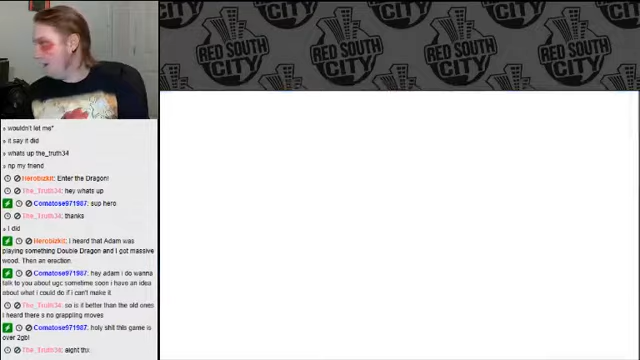 RED SOUTH CITY
RED SOUTH CITY
RED SOUTH CITY
RED SOUTH CITY
» wouldn't let me*
» it say it did
» whats up the_truth34
» np my friend
Herobizkit: Enter the Dragon!
The_Truth34: hey whats up
Comatose971987: sup hero
The_Truth34: thanks
» I did
Herobizkit: I heard that Adam was
playing something Double Dragon and I got massive
wood. Then an erection.
Comatose971987: hey adam i do wanna
talk to you about ugc sometime soon i have an idea
about what i could do if i can't make it
The_Truth34: so is if better than the old ones
I heard there s no grappling moves
Comatose971987: holy shit this game is
over 2gb!
The_Truth34: aight thx